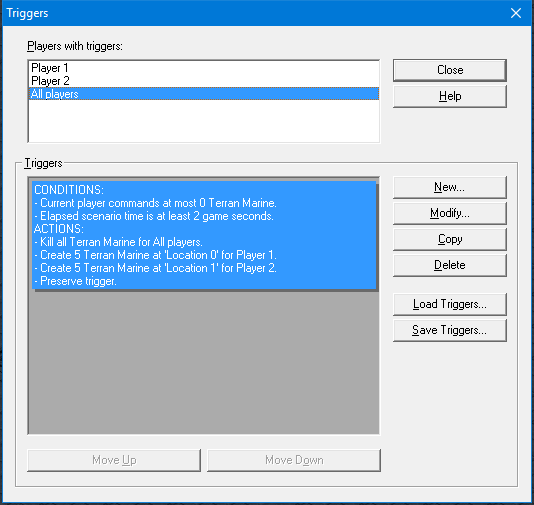 Triggers
Players with triggers:
Player 1
Player 2
All players
Close
Help
Triggers
CONDITIONS:
- Current player commands at most 0 Terran Marine.
- Elapsed scenario time is at least 2 game seconds.
ACTIONS:
- Kill all Terran Marine for All players.
- Create 5 Terran Marine at 'Location 0' for Player 1.
- Create 5 Terran Marine at 'Location 1' for Player 2.
- Preserve trigger.
New...
Modify...
Copy
Delete
Load Triggers...
Save Triggers...
Move Up
Move Down